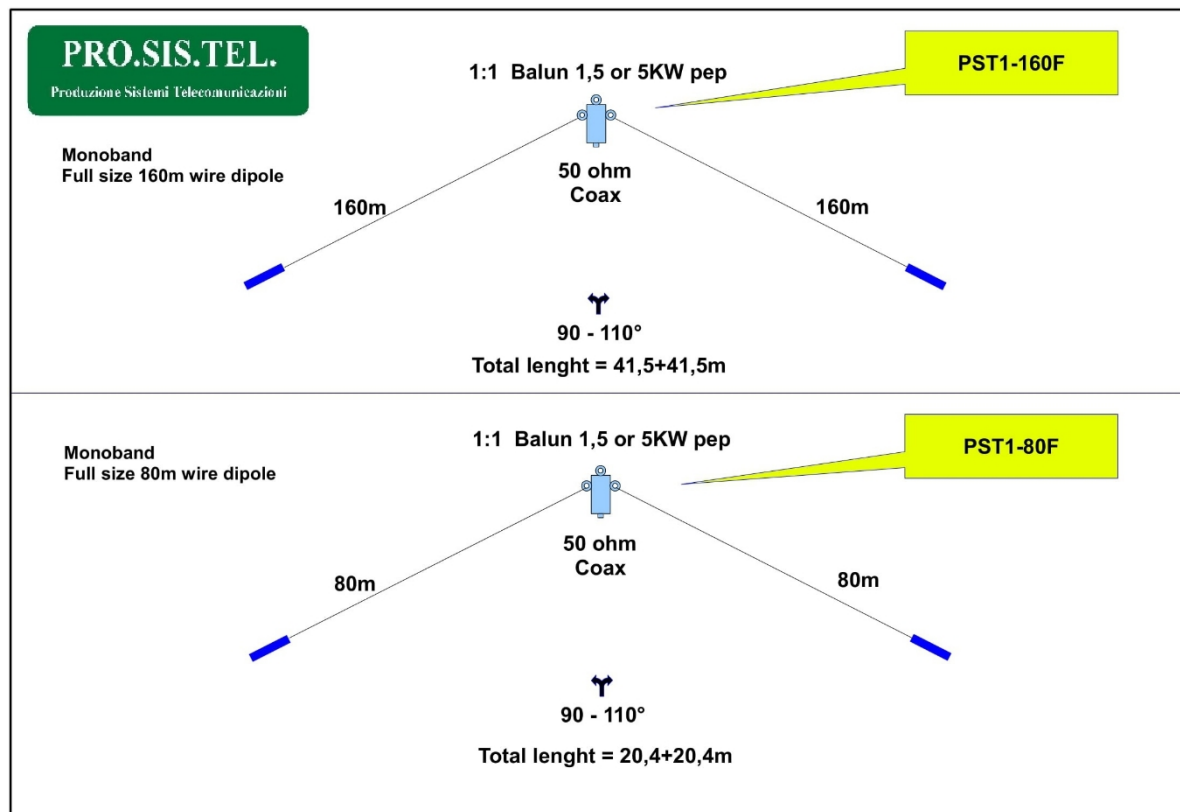 PRO.SIS.TEL.
Produzione Sistemi Telecomunicazioni
1:1 Balun 1,5 or 5KW pep
PST1-160F
Monoband
Full size 160m wire dipole
50 ohm
Coax
160m
160m
90 - 110°
Total lenght = 41,5+41,5m
1:1 Balun 1,5 or 5KW pep
PST1-80F
Monoband
Full size 80m wire dipole
50 ohm
Coax
80m
80m
90 - 110°
Total lenght = 20,4+20,4m